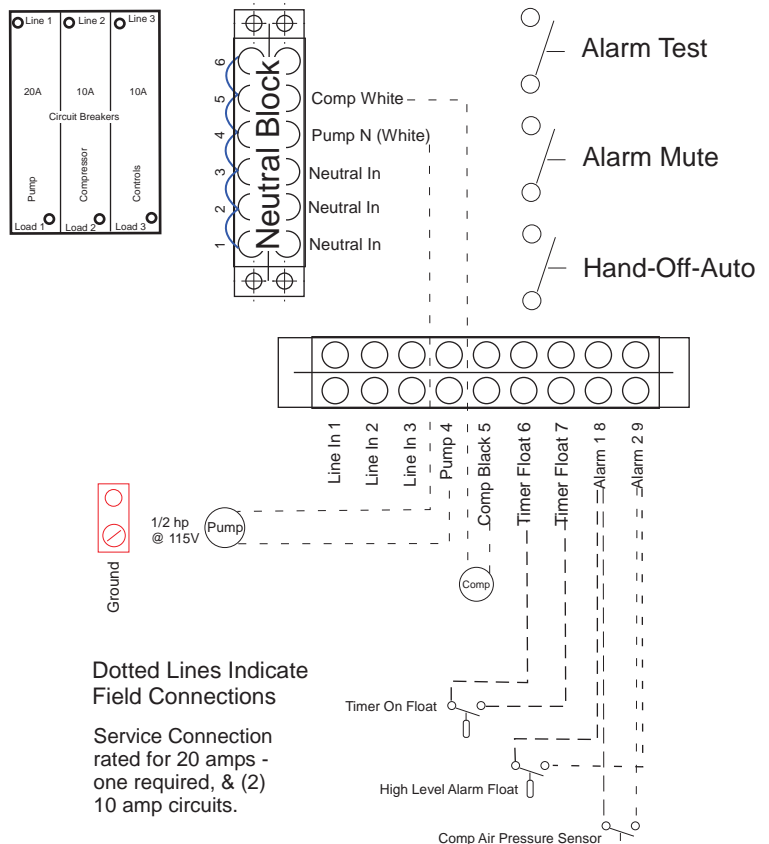 Line 1
Line 2
Line 3
20A
10A
10A
Circuit Breakers
Pump
Compressor
Controls
Load 1
Load 2
Load 3
6
5
4
3
2
1
Neutral Block
Comp White
Pump N (White)
Neutral In
Neutral In
Neutral In
Alarm Test
Alarm Mute
Hand-Off-Auto
Line In 1
Line In 2
Line In 3
Pump 4
Comp Black 5
Timer Float 6
Timer Float 7
Alarm 1 8
Alarm 2 9
Ground
1/2 hp
@ 115V
Pump
Comp
Dotted Lines Indicate
Field Connections
Service Connection
rated for 20 amps -
one required, & (2)
10 amp circuits.
Timer On Float
High Level Alarm Float
Comp Air Pressure Sensor